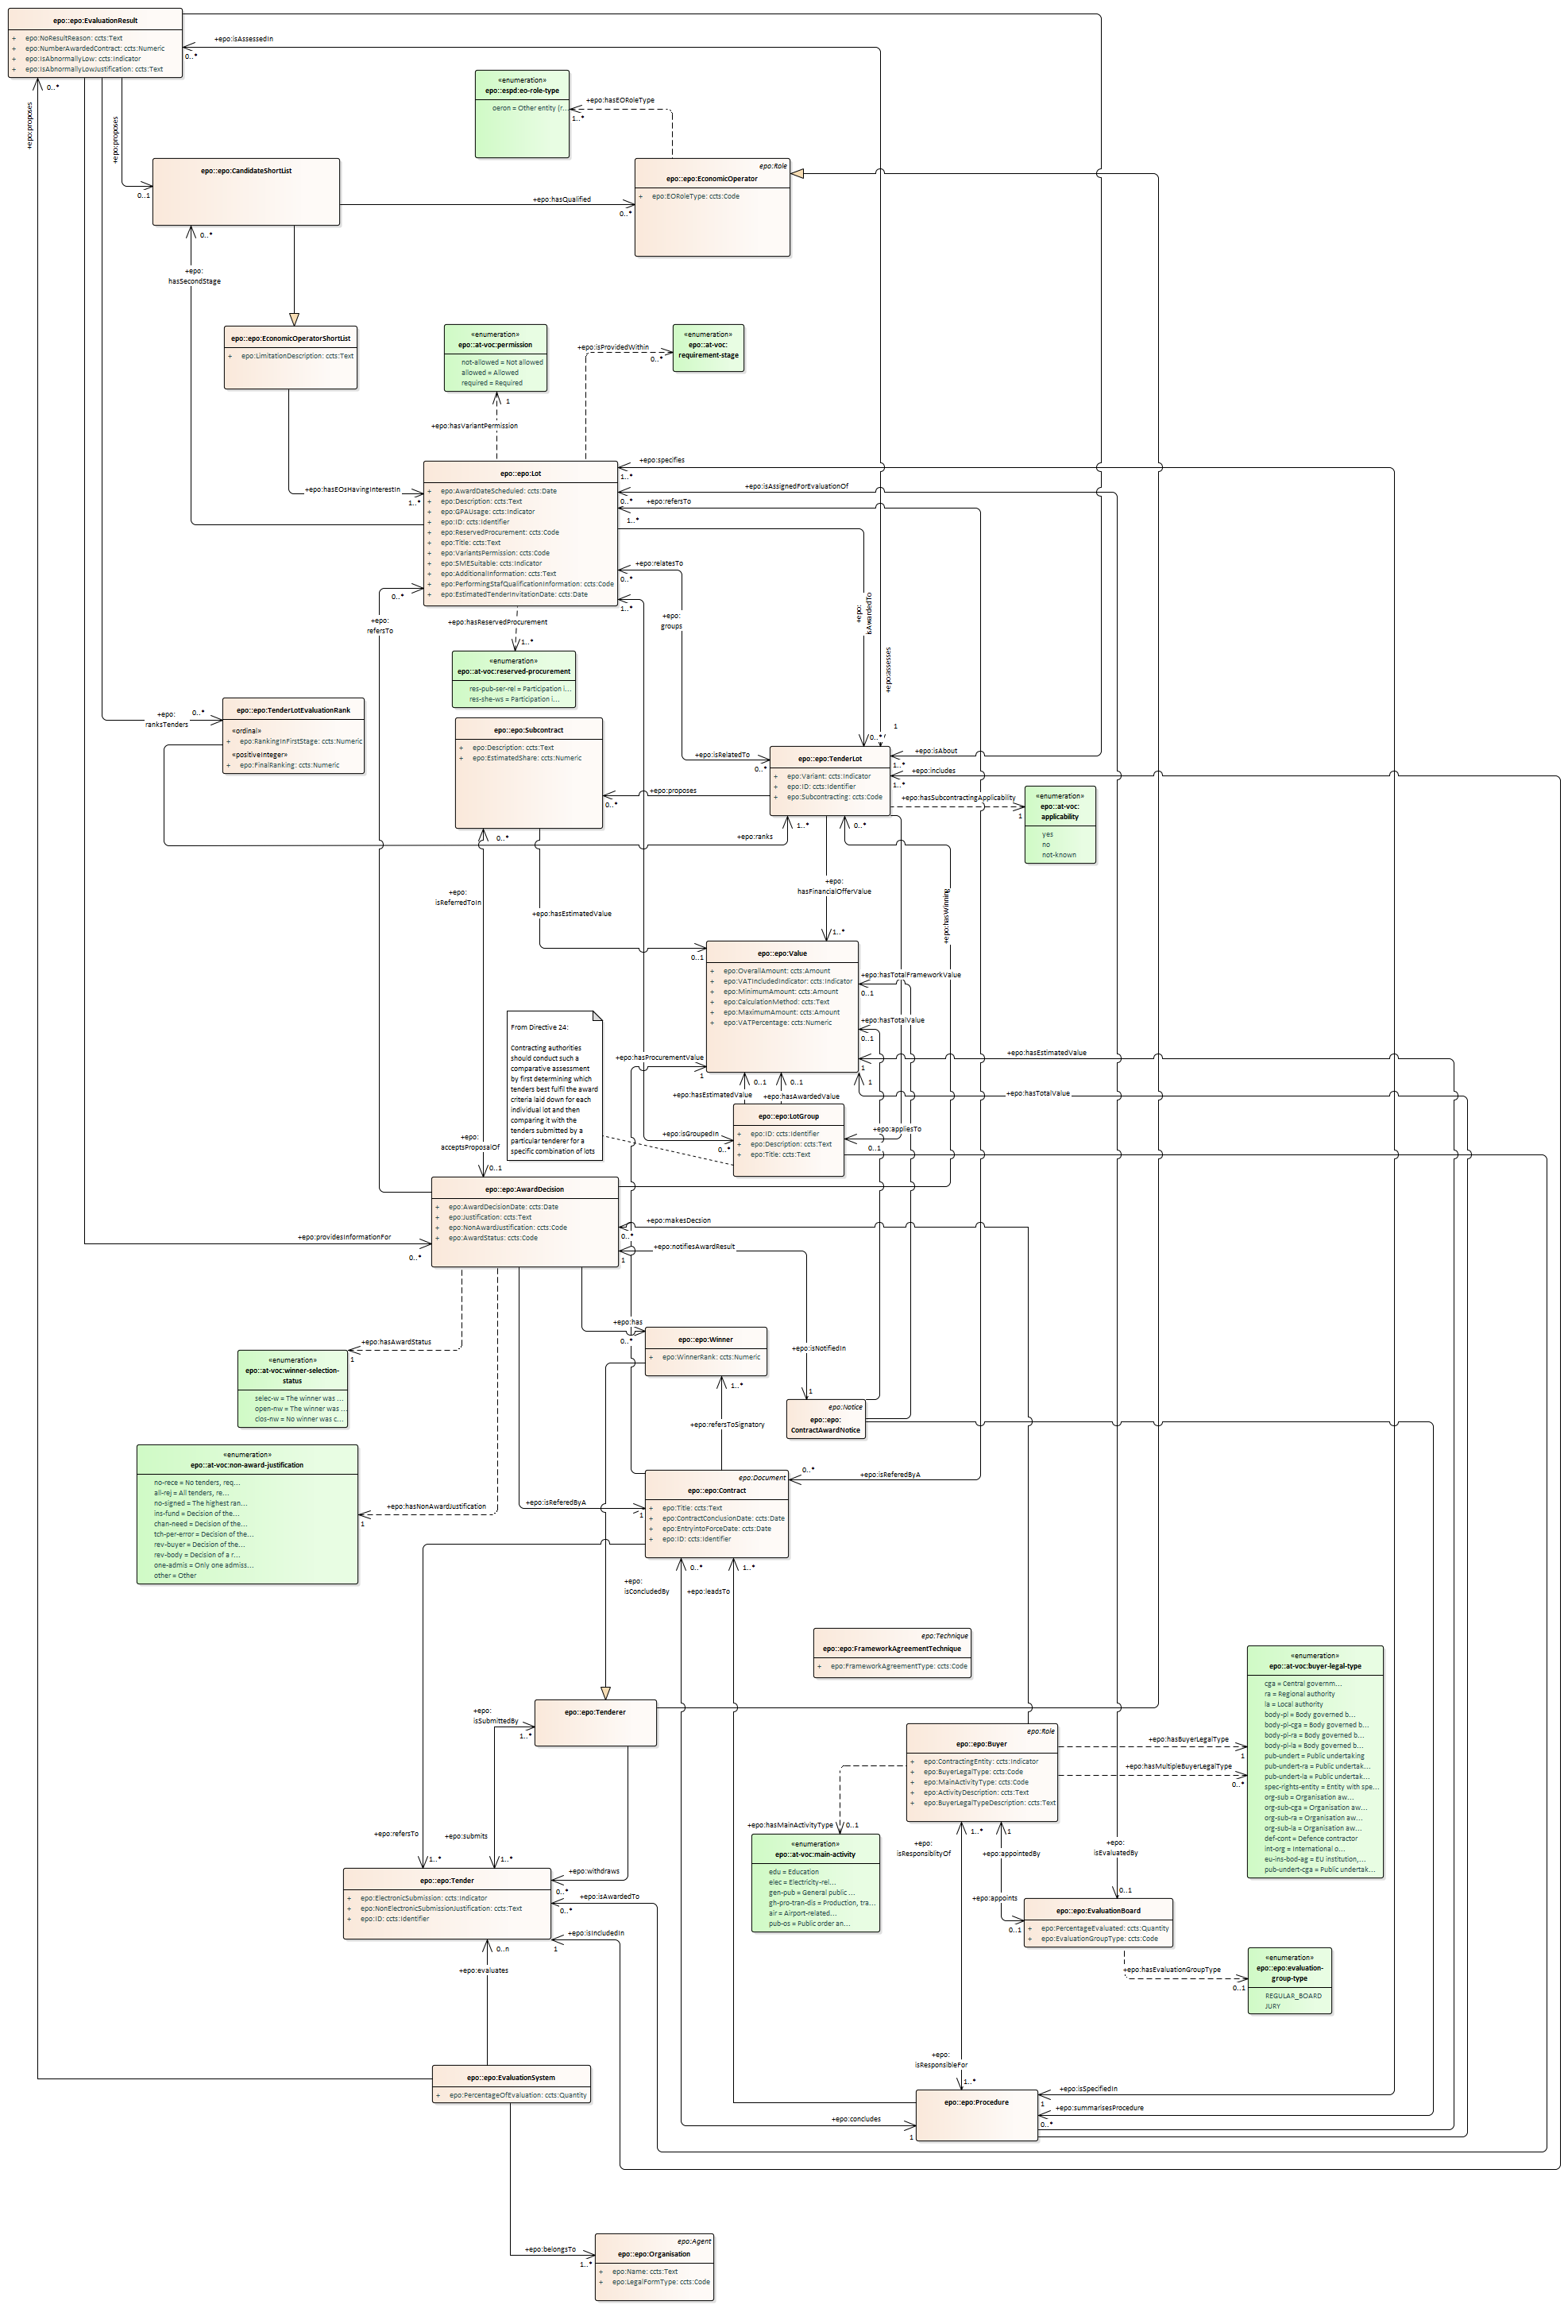 epo::epo:EvaluationResult
+ epo:NoResultReason: ccts:Text
+ epo:NumberAwardedContract: ccts:Numeric
+ epo:IsAbnormallyLow: ccts:Indicator
+ epo:IsAbnormallyLowJustification: ccts:Text
+epo:isAssessedIn
0..*
0..*
+epo:proposes
+epo:proposes
«enumeration»
epo::espd:eo-role-type
oeron = Other entity (r...
+epo:hasEORoleType
1..*
epo::epo:CandidateShortList
0..1
0..*
+epo:hasQualified
0..*
epo:Role
epo::epo:EconomicOperator
+ epo:EORoleType: ccts:Code
+epo:
hasSecondStage
epo::epo:EconomicOperatorShortList
+ epo:LimitationDescription: ccts:Text
«enumeration»
epo::at-voc:permission
not-allowed = Not allowed
allowed = Allowed
required = Required
+epo:isProvidedWithin
0..*
«enumeration»
epo::at-voc:
requirement-stage
1
+epo:hasVariantPermission
+epo:hasEOsHavingInterestIn
1..*
epo::epo:Lot
+ epo:AwardDateScheduled: ccts:Date
+ epo:Description: ccts:Text
+ epo:GPAUsage: ccts:Indicator
+ epo:ID: ccts:Identifier
+ epo:ReservedProcurement: ccts:Code
+ epo:Title: ccts:Text
+ epo:VariantsPermission: ccts:Code
+ epo:SMESuitable: ccts:Indicator
+ epo:AdditionalInformation: ccts:Text
+ epo:PerformingStafQualificationInformation: ccts:Code
+ epo:EstimatedTenderInvitationDate: ccts:Date
+epo:specifies
1..*
+epo:isAssignedForEvaluationOf
0..*
+epo:refersTo
1..*
+epo:relatesTo
0..*
1..*
+epo:
groups
+epo:
isAwardedTo
+epo:assesses
0..*
+epo:
refersTo
+epo:hasReservedProcurement
1..*
«enumeration»
epo::at-voc:reserved-procurement
res-pub-ser-rel = Participation i...
res-she-ws = Participation i...
+epo:
ranksTenders
0..*
epo::epo:TenderLotEvaluationRank
«ordinal»
+ epo:RankingInFirstStage: ccts:Numeric
«positiveInteger»
+ epo:FinalRanking: ccts:Numeric
epo::epo:Subcontract
+ epo:Description: ccts:Text
+ epo:EstimatedShare: ccts:Numeric
+epo:isRelatedTo
0..*
0..*
1
epo::epo:TenderLot
+ epo:Variant: ccts:Indicator
+ epo:ID: ccts:Identifier
+ epo:Subcontracting: ccts:Code
+epo:isAbout
1..*
+epo:includes
1..*
+epo:hasSubcontractingApplicability
1
«enumeration»
epo::at-voc:
applicability
yes
no
not-known
+epo:proposes
0..*
0..*
+epo:ranks
1..*
0..*
+epo:
hasFinancialOfferValue
1..*
+epo:
isReferredToIn
+epo:hasEstimatedValue
0..1
+epo:hasWinning
epo::epo:Value
+ epo:OverallAmount: ccts:Amount
+ epo:VATIncludedIndicator: ccts:Indicator
+ epo:MinimumAmount: ccts:Amount
+ epo:CalculationMethod: ccts:Text
+ epo:MaximumAmount: ccts:Amount
+ epo:VATPercentage: ccts:Numeric
+epo:hasTotalFrameworkValue
0..1
+epo:hasTotalValue
0..1
+epo:hasEstimatedValue
1
+epo:hasTotalValue
1
From Directive 24:
Contracting authorities
should conduct such a
comparative assessment
by first determining which
tenders best fulfil the award
criteria laid down for each
individual lot and then
comparing it with the
tenders submitted by a
particular tenderer for a
specific combination of lots
+epo:hasProcurementValue
1
0..1
0..1
+epo:hasEstimatedValue
+epo:hasAwardedValue
epo::epo:LotGroup
+ epo:ID: ccts:Identifier
+ epo:Description: ccts:Text
+ epo:Title: ccts:Text
+epo:isGroupedIn
0..*
+epo:appliesTo
0..1
+epo:
acceptsProposalOf
0..1
epo::epo:AwardDecision
+ epo:AwardDecisionDate: ccts:Date
+ epo:Justification: ccts:Text
+ epo:NonAwardJustification: ccts:Code
+ epo:AwardStatus: ccts:Code
+epo:providesInformationFor
0..*
+epo:makesDecsion
0..*
+epo:notifiesAwardResult
1
+epo:hasAwardStatus
1
«enumeration»
epo::at-voc:winner-selection-
status
selec-w = The winner was ...
open-nw = The winner was ...
clos-nw = No winner was c...
+epo:has
0..*
epo::epo:Winner
+ epo:WinnerRank: ccts:Numeric
+epo:isNotifiedIn
1
epo:Notice
epo::epo:
ContractAwardNotice
1..*
+epo:refersToSignatory
«enumeration»
epo::at-voc:non-award-justification
no-rece = No tenders, req...
all-rej = All tenders, re...
no-signed = The highest ran...
ins-fund = Decision of the...
chan-need = Decision of the...
tch-per-error = Decision of the...
rev-buyer = Decision of the...
rev-body = Decision of a r...
one-admis = Only one admiss...
other = Other
+epo:hasNonAwardJustification
1
+epo:isReferedByA
1
epo:Document
epo::epo:Contract
+ epo:Title: ccts:Text
+ epo:ContractConclusionDate: ccts:Date
+ epo:EntryintoForceDate: ccts:Date
+ epo:ID: ccts:Identifier
0..*
+epo:isReferedByA
0..*
1..*
+epo:
isConcludedBy
+epo:leadsTo
epo:Technique
epo::epo:FrameworkAgreementTechnique
+ epo:FrameworkAgreementType: ccts:Code
+epo:
isSubmittedBy
1..*
epo::epo:Tenderer
epo:Role
epo::epo:Buyer
+ epo:ContractingEntity: ccts:Indicator
+ epo:BuyerLegalType: ccts:Code
+ epo:MainActivityType: ccts:Code
+ epo:ActivityDescription: ccts:Text
+ epo:BuyerLegalTypeDescription: ccts:Text
+epo:hasBuyerLegalType
1
+epo:hasMultipleBuyerLegalType
0..*
«enumeration»
epo::at-voc:buyer-legal-type
cga = Central governm...
ra = Regional authority
la = Local authority
body-pl = Body governed b...
body-pl-cga = Body governed b...
body-pl-ra = Body governed b...
body-pl-la = Body governed b...
pub-undert = Public undertaking
pub-undert-ra = Public undertak...
pub-undert-la = Public undertak...
spec-rights-entity = Entity with spe...
org-sub = Organisation aw...
org-sub-cga = Organisation aw...
org-sub-ra = Organisation aw...
org-sub-la = Organisation aw...
def-cont = Defence contractor
int-org = International o...
eu-ins-bod-ag = EU institution,...
pub-undert-cga = Public undertak...
+epo:hasMainActivityType
0..1
«enumeration»
epo::at-voc:main-activity
edu = Education
elec = Electricity-rel...
gen-pub = General public ...
gh-pro-tran-dis = Production, tra...
air = Airport-related...
pub-os = Public order an...
+epo:
isResponsiblityOf
1..*
1
+epo:appointedBy
+epo:
isEvaluatedBy
0..1
+epo:appoints
0..1
epo::epo:EvaluationBoard
+ epo:PercentageEvaluated: ccts:Quantity
+ epo:EvaluationGroupType: ccts:Code
+epo:hasEvaluationGroupType
0..1
«enumeration»
epo::epo:evaluation-
group-type
REGULAR_BOARD
JURY
+epo:refersTo
1..*
+epo:submits
1..*
+epo:withdraws
0..*
epo::epo:Tender
+ epo:ElectronicSubmission: ccts:Indicator
+ epo:NonElectronicSubmissionJustification: ccts:Text
+ epo:ID: ccts:Identifier
+epo:isAwardedTo
0..*
+epo:isIncludedIn
1
0..n
+epo:evaluates
epo::epo:EvaluationSystem
+ epo:PercentageOfEvaluation: ccts:Quantity
+epo:
isResponsibleFor
1..*
epo::epo:Procedure
+epo:isSpecifiedIn
1
+epo:summarisesProcedure
0..*
+epo:concludes
1
+epo:belongsTo
1..*
epo:Agent
epo::epo:Organisation
+ epo:Name: ccts:Text
+ epo:LegalFormType: ccts:Code